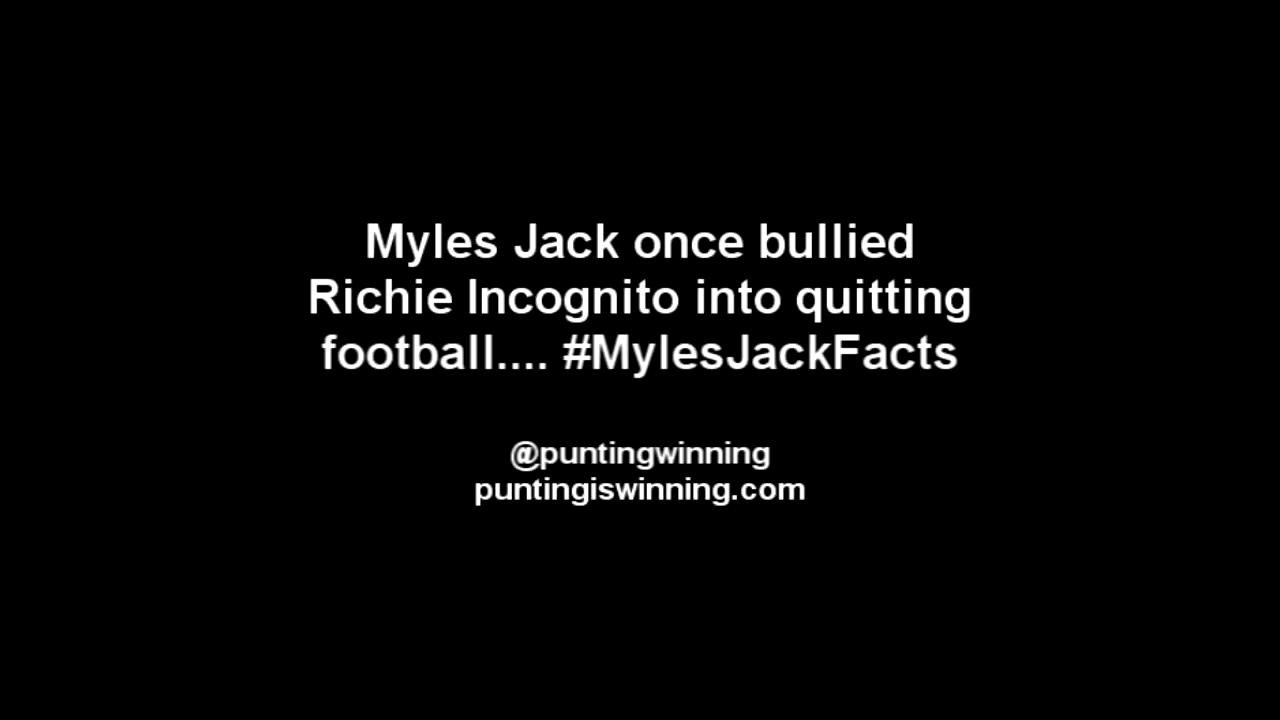 Myles Jack once bullied
Richie Incognito into quitting
football.... #MylesJackFacts
@puntingwinning
puntingiswinning.com